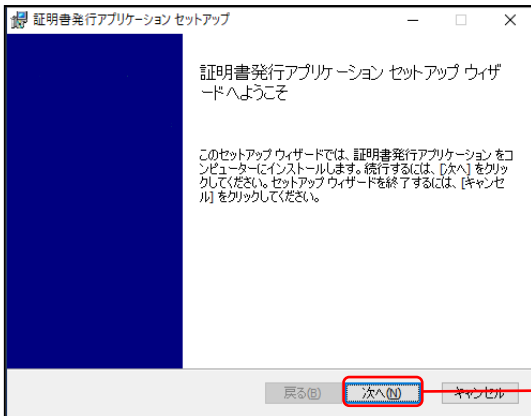 証明書発行アプリケーション セットアップ
証明書発行アプリケーション セットアップ ウィザ
ードへようこそ
このセットアップ ウィザードでは、証明書発行アプリケーション をコ
ンピューターにインストールします。続行するには、[次へ] をクリッ
クしてください。セットアップ ウィザードを終了するには、[キャンセ
ル] をクリックしてください。
戻る(B) 次へ(N) キャンセル